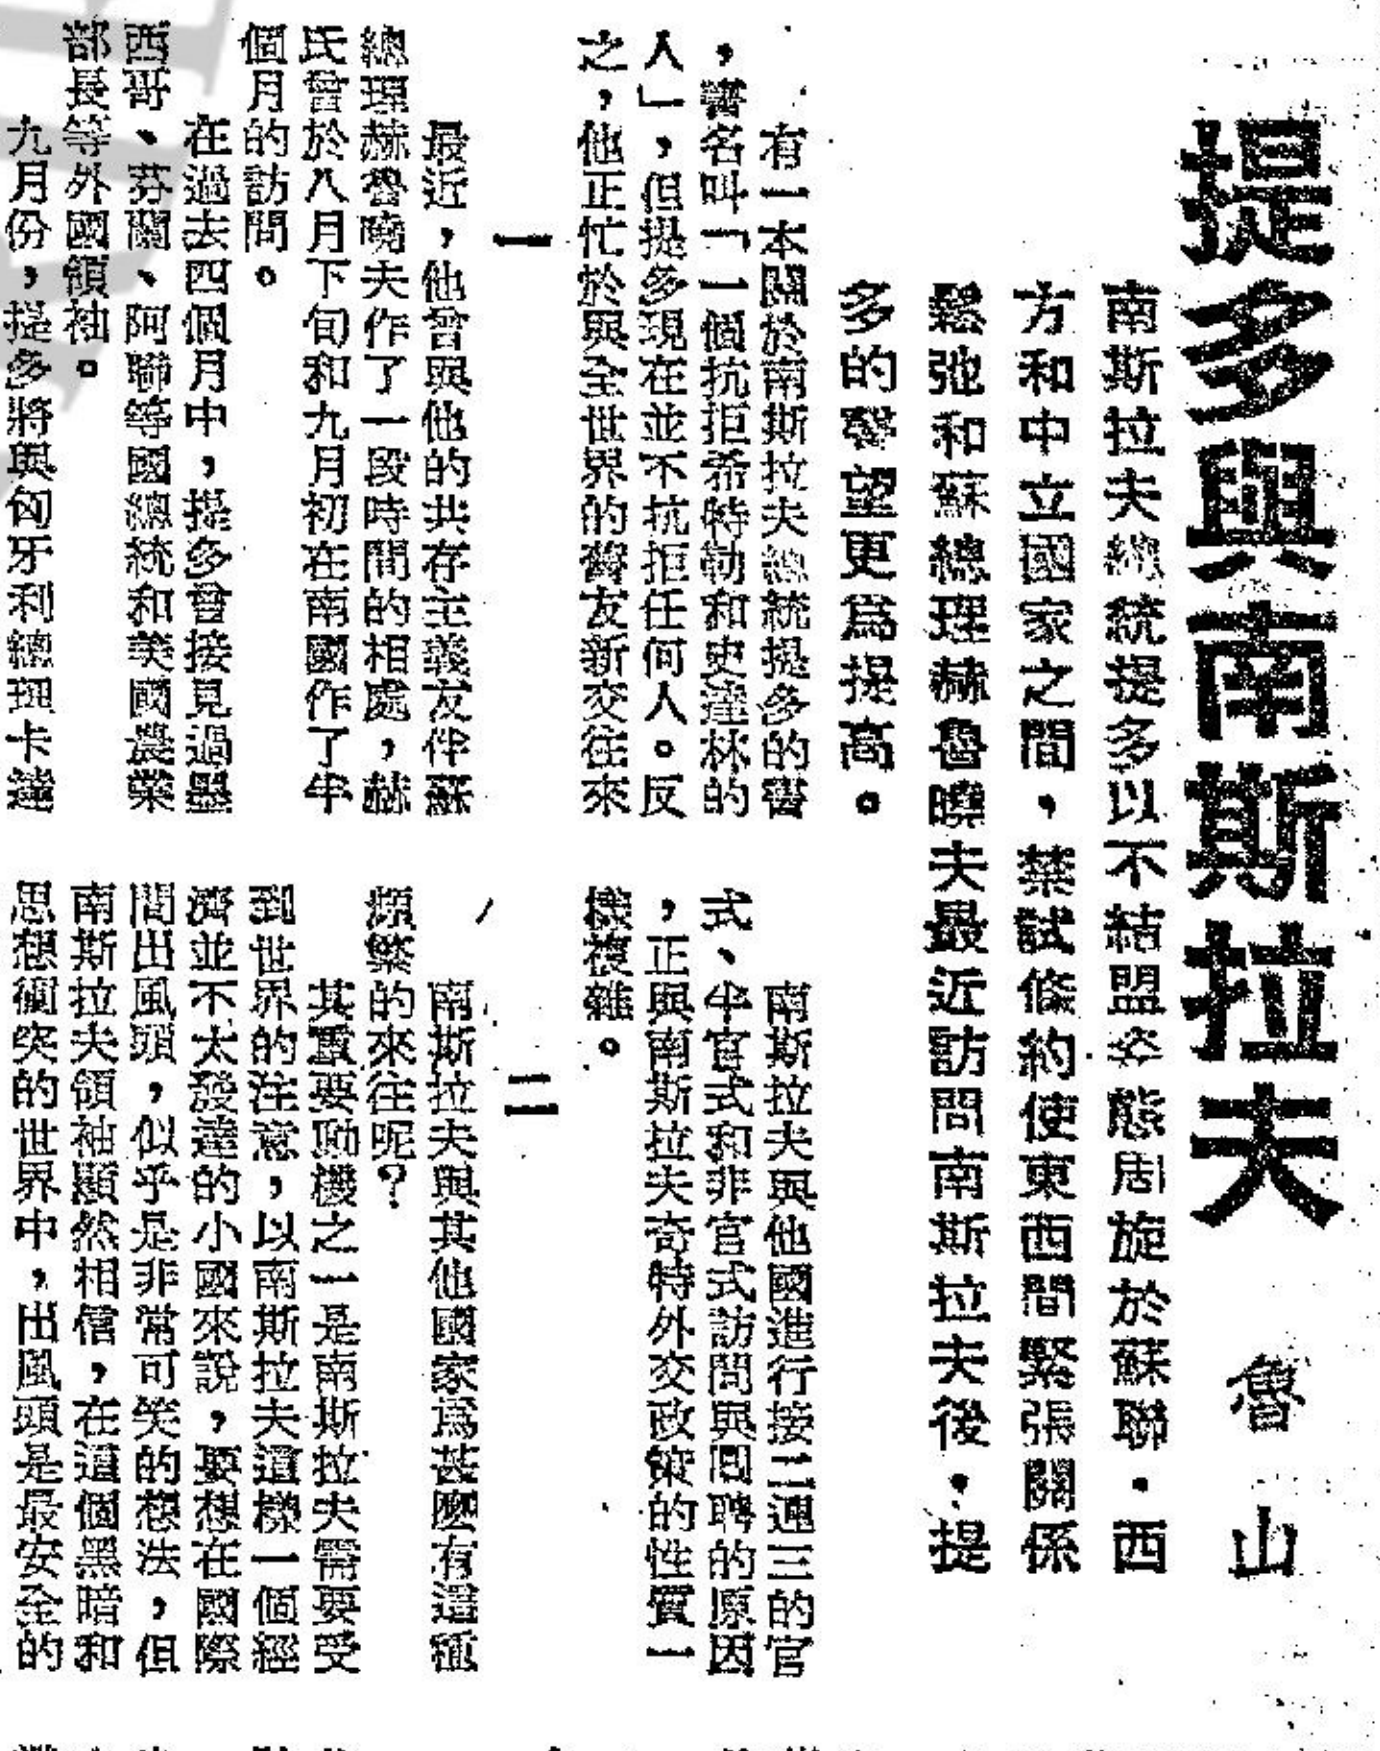 提多與南斯拉夫
魯山
南斯拉夫總統提多以不結盟姿態周旋於蘇聯・西
方和中立國家之間，禁試條約使東西間緊張關係
鬆弛和蘇總理赫魯曉夫最近訪問南斯拉夫後・提
多的聲望更爲提高。
有一本關於南斯拉夫總統提多的書
，書名叫「一個抗拒希特勒和史達林的
人」，但提多現在並不抗拒任何人。反
之，他正忙於與全世界的舊友新交往來
一
最近，他曾與他的共存主義友伴蘇
總理赫魯曉夫作了一段時間的相處，赫
氏曾於八月下旬和九月初在南國作了半
個月的訪問。
在過去四個月中，提多曾接見過墨
西哥、芬蘭、阿聯等國總統和美國農業
部長等外國領袖。
九月份，提多將與匈牙利總理卡達
南斯拉夫與他國進行接二連三的官
式、半官式和非官式訪問與回聘的原因
，正與南斯拉夫奇特外交政策的性質一
樣複雜。
二
南斯拉夫與其他國家爲甚麼有這種
頻繁的來往呢？
其重要動機之一是南斯拉夫需要受
到世界的注意，以南斯拉夫這樣一個經
濟並不太發達的小國來說，要想在國際
間出風頭，似乎是非常可笑的想法，但
南斯拉夫領袖顯然相信，在這個黑暗和
思想衝突的世界中，出風頭是最安全的